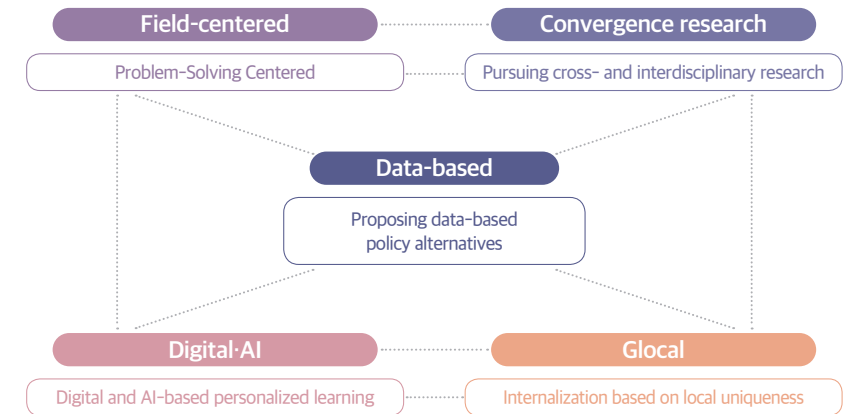 Field-centered
Convergence research
Problem-Solving Centered
Pursuing cross- and interdisciplinary research
Data-based
Proposing data-based
policy alternatives
Digital·AI
Glocal
Digital and AI-based personalized learning
Internalization based on local uniqueness